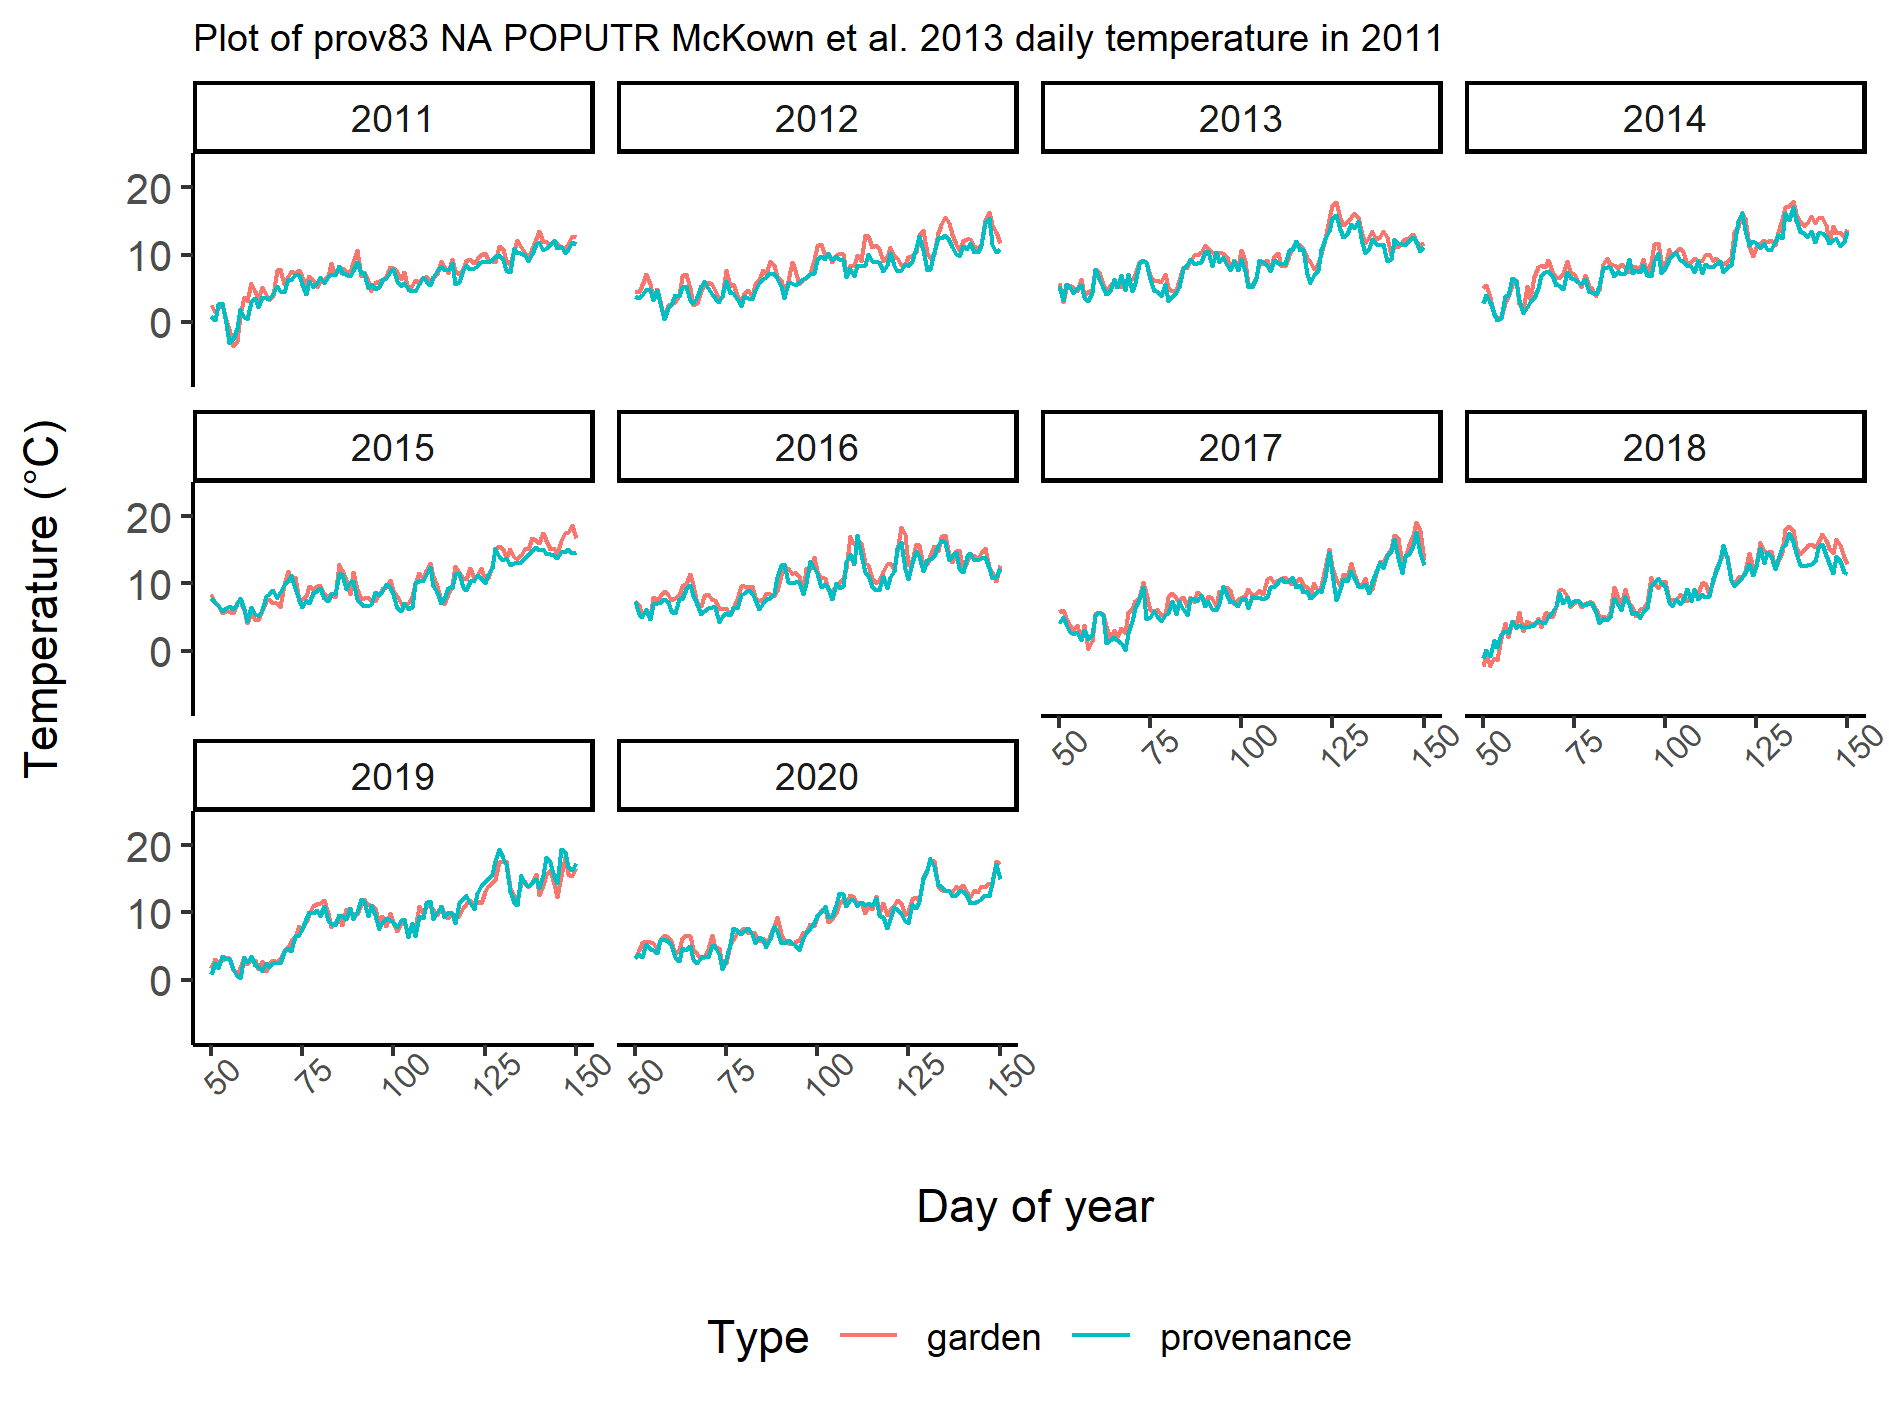 Plot of prov83 NA POPUTR McKown et al. 2013 daily temperature in 2011
2011 2012 2013 2014
20
10
0
2015 2016 2017 2018
20
10
0
50 75 100 125 150 50 75 100 125 150
2019 2020
20
10
0
50 75 100 125 150 50 75 100 125 150
Temperature (°C)
Day of year
Type garden provenance